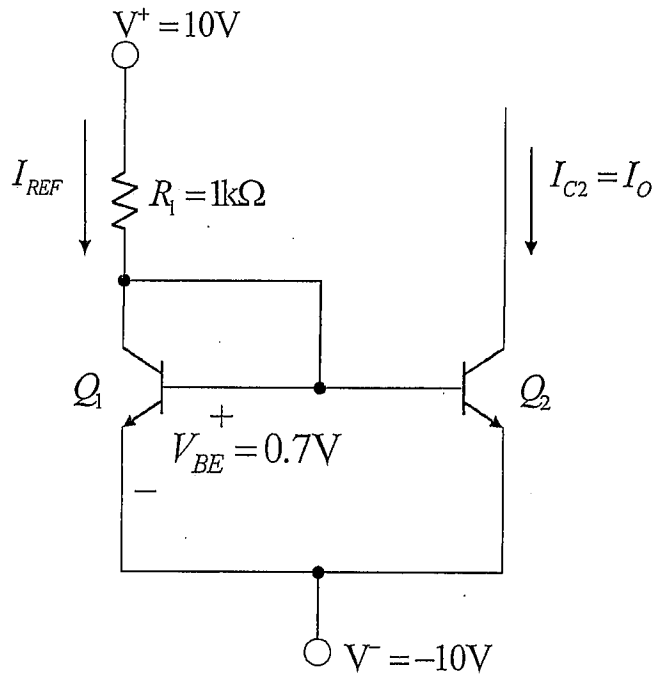 V⁺ = 10V
I_REF
R₁ = 1kΩ
I_C2 = I_O
Q₁
Q₂
+
V_BE = 0.7V
−
V⁻ = −10V